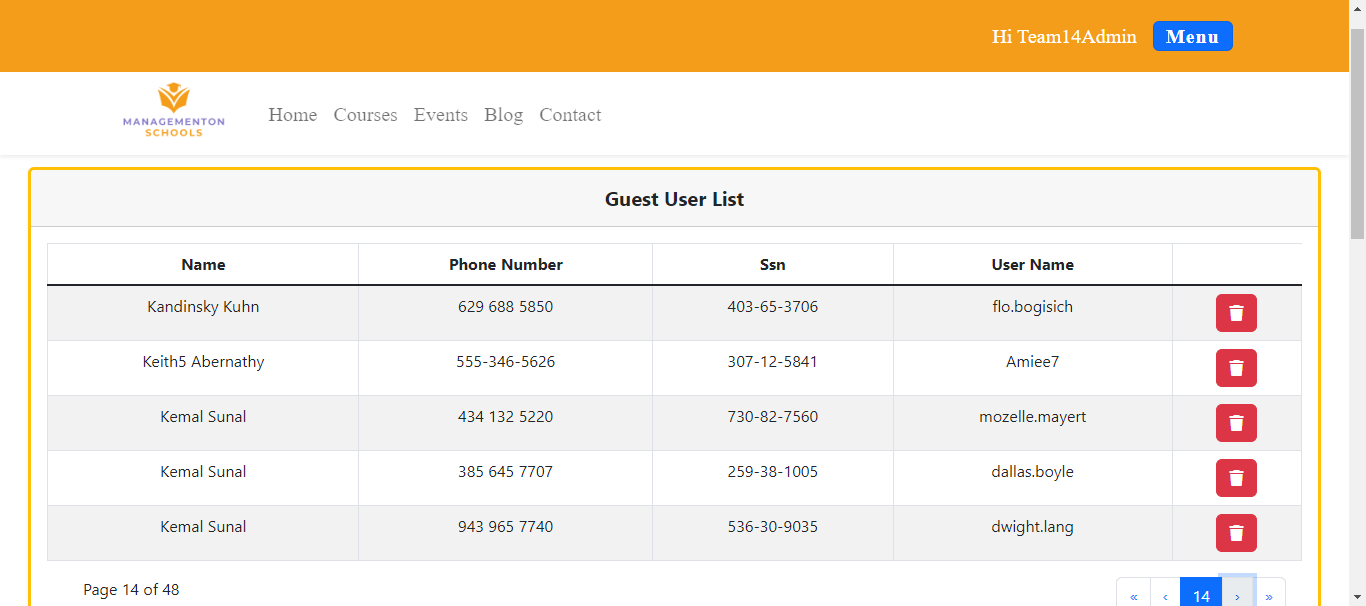 Hi Team14Admin Menu
MANAGEMENTON
SCHOOLS
Home Courses Events Blog Contact
Guest User List
Name Phone Number Ssn User Name
Kandinsky Kuhn 629 688 5850 403-65-3706 flo.bogisich
Keith5 Abernathy 555-346-5626 307-12-5841 Amiee7
Kemal Sunal 434 132 5220 730-82-7560 mozelle.mayert
Kemal Sunal 385 645 7707 259-38-1005 dallas.boyle
Kemal Sunal 943 965 7740 536-30-9035 dwight.lang
Page 14 of 48 « ‹ 14 › »